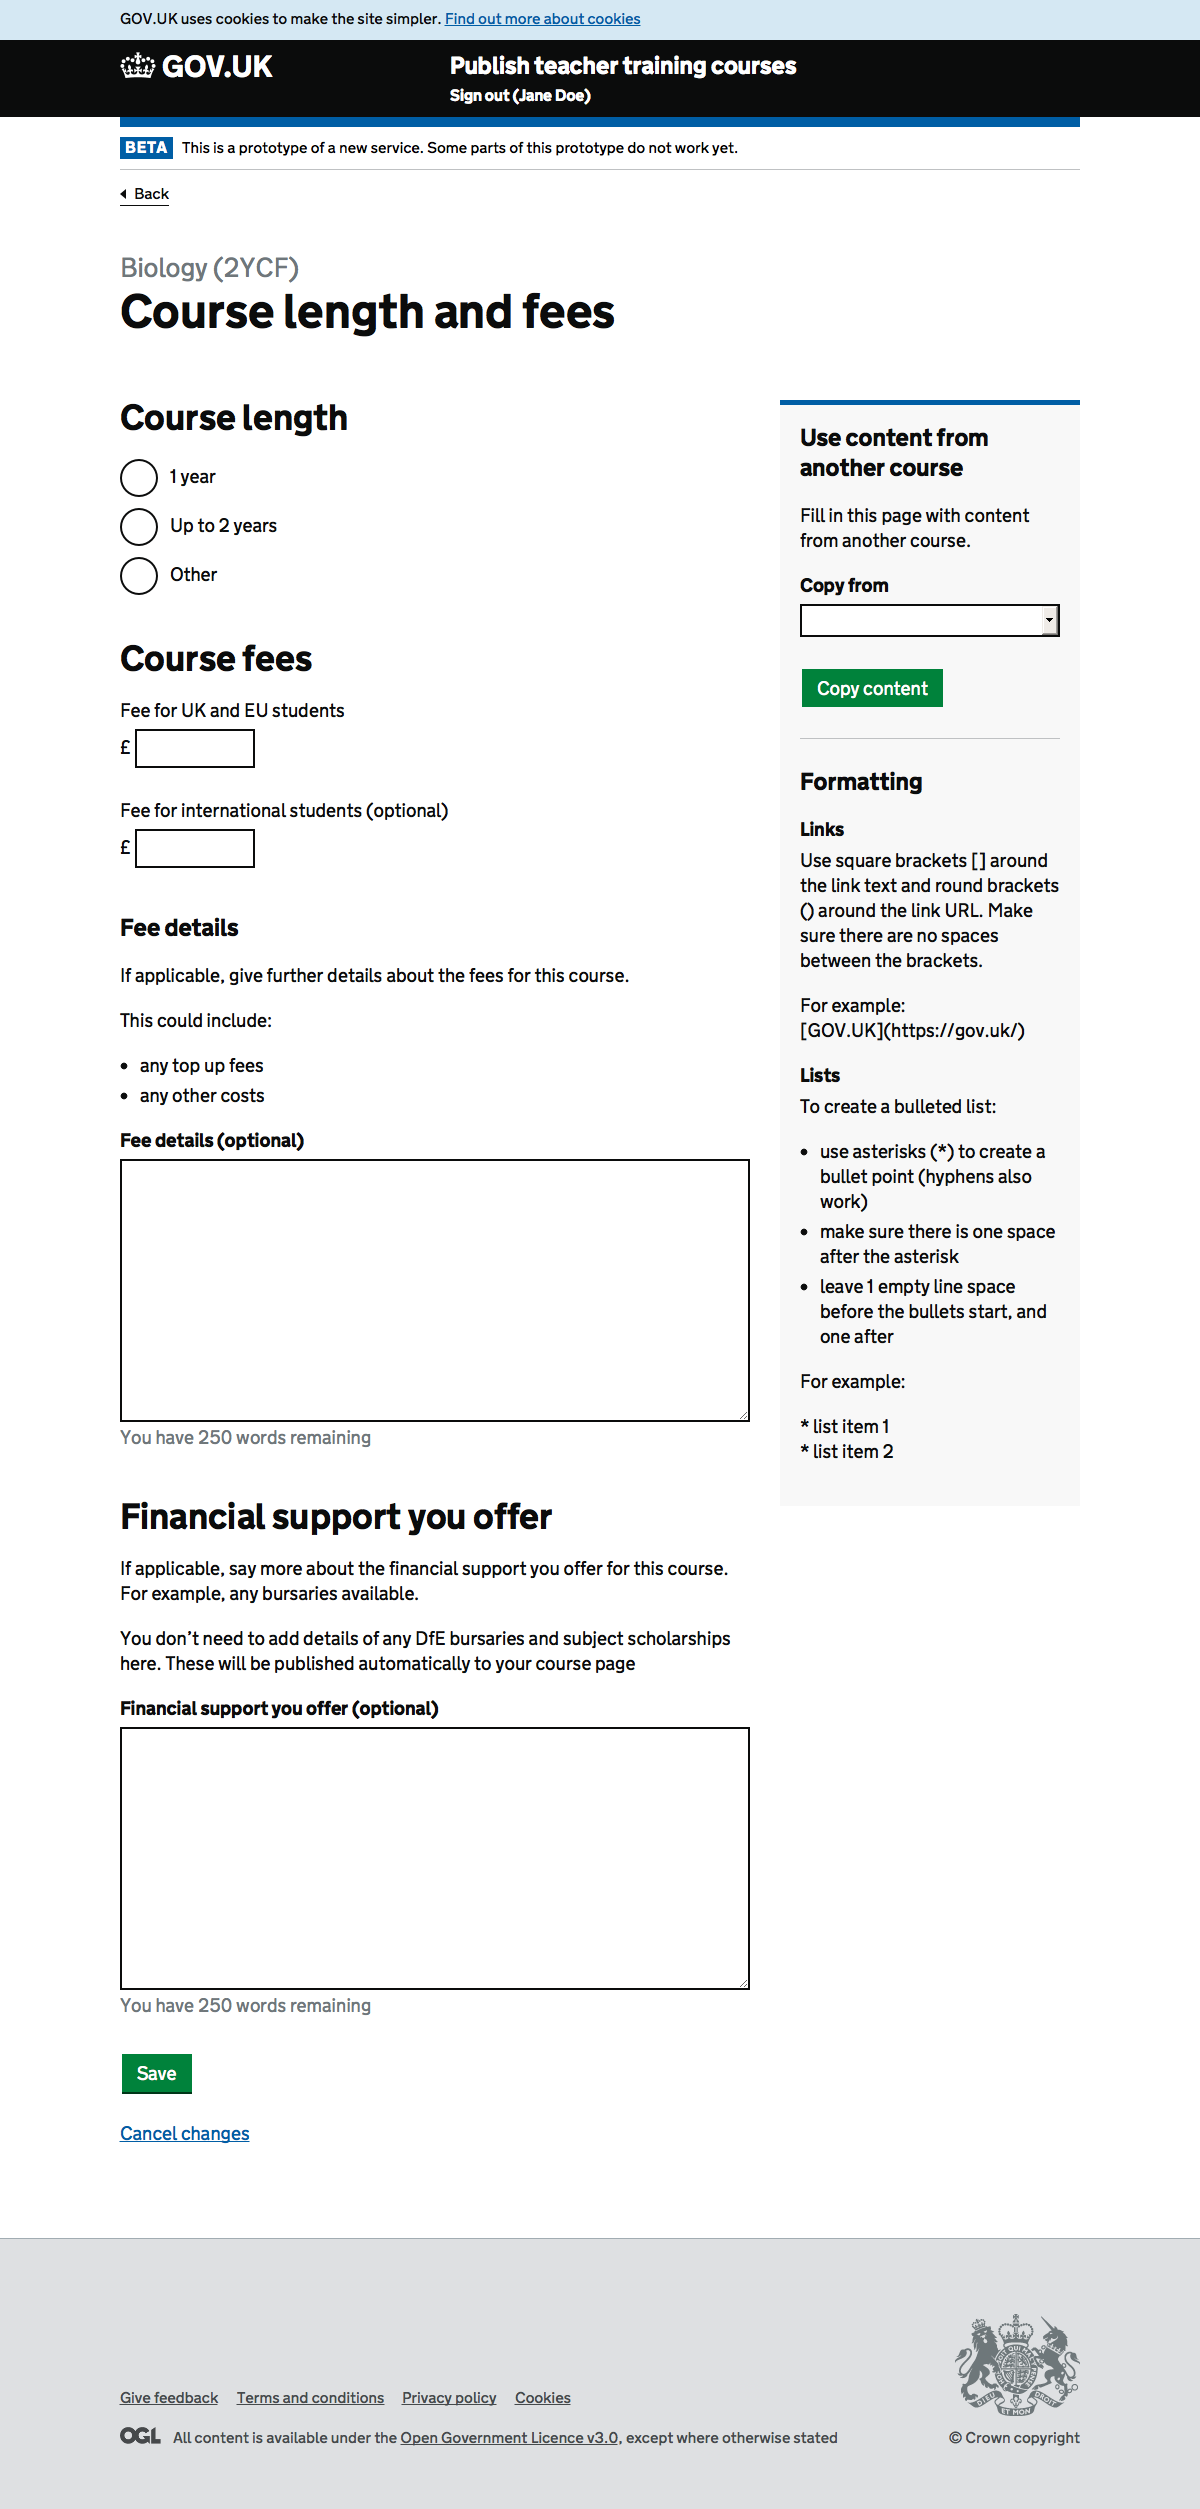 GOV.UK uses cookies to make the site simpler. Find out more about cookies
GOV.UK
Publish teacher training courses
Sign out (Jane Doe)
BETA This is a prototype of a new service. Some parts of this prototype do not work yet.
Back
Biology (2YCF)
Course length and fees
Course length
1 year
Up to 2 years
Other
Course fees
Fee for UK and EU students
£
Fee for international students (optional)
£
Fee details
If applicable, give further details about the fees for this course.
This could include:
• any top up fees
• any other costs
Fee details (optional)
You have 250 words remaining
Financial support you offer
If applicable, say more about the financial support you offer for this course.
For example, any bursaries available.
You don’t need to add details of any DfE bursaries and subject scholarships
here. These will be published automatically to your course page
Financial support you offer (optional)
You have 250 words remaining
Save
Cancel changes
Use content from
another course
Fill in this page with content
from another course.
Copy from
Copy content
Formatting
Links
Use square brackets [] around
the link text and round brackets
() around the link URL. Make
sure there are no spaces
between the brackets.
For example:
[GOV.UK](https://gov.uk/)
Lists
To create a bulleted list:
• use asterisks (*) to create a
bullet point (hyphens also
work)
• make sure there is one space
after the asterisk
• leave 1 empty line space
before the bullets start, and
one after
For example:
* list item 1
* list item 2
Give feedback Terms and conditions Privacy policy Cookies
OGL All content is available under the Open Government Licence v3.0, except where otherwise stated
© Crown copyright